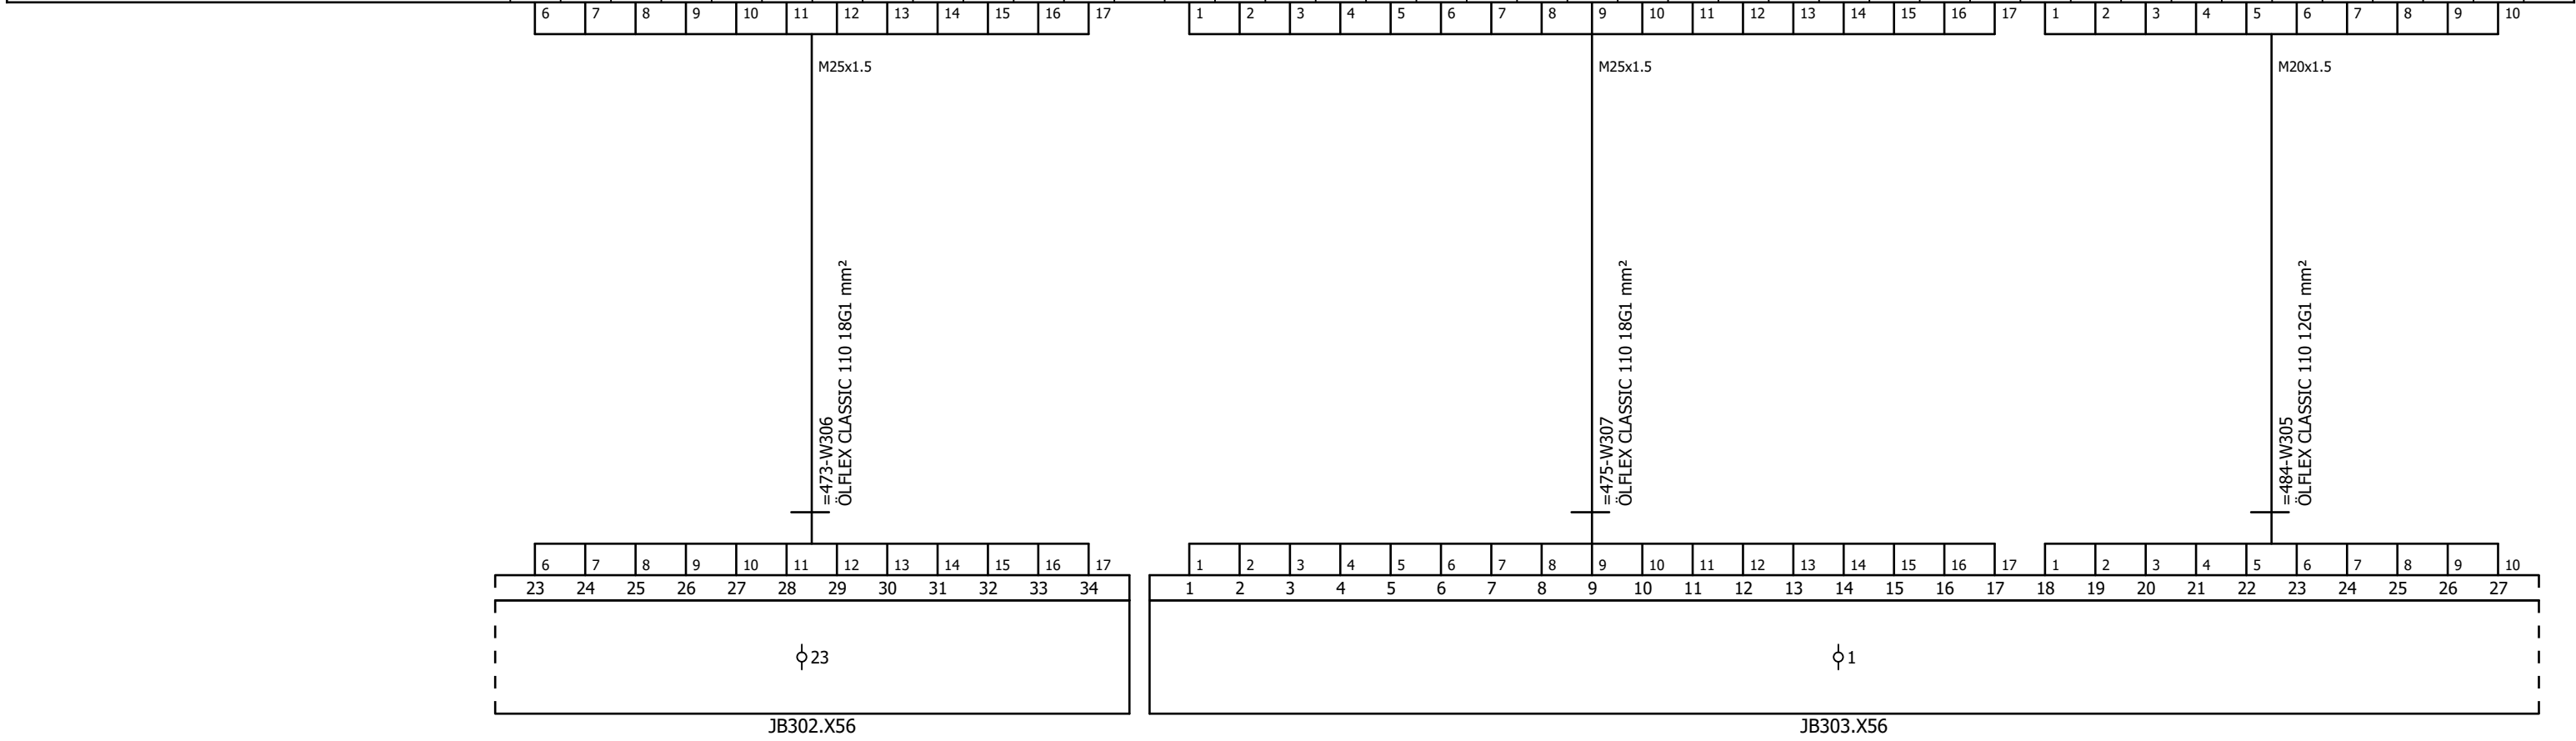 6 7 8 9 10 11 12 13 14 15 16 17 1 2 3 4 5 6 7 8 9 10 11 12 13 14 15 16 17 1 2 3 4 5 6 7 8 9 10
M25x1.5 M25x1.5 M20x1.5
=473-W306
ÖLFLEX CLASSIC 110 18G1 mm²
=475-W307
ÖLFLEX CLASSIC 110 18G1 mm²
=484-W305
ÖLFLEX CLASSIC 110 12G1 mm²
6 7 8 9 10 11 12 13 14 15 16 17 1 2 3 4 5 6 7 8 9 10 11 12 13 14 15 16 17 1 2 3 4 5 6 7 8 9 10
23 24 25 26 27 28 29 30 31 32 33 34 1 2 3 4 5 6 7 8 9 10 11 12 13 14 15 16 17 18 19 20 21 22 23 24 25 26 27
23 1
JB302.X56 JB303.X56